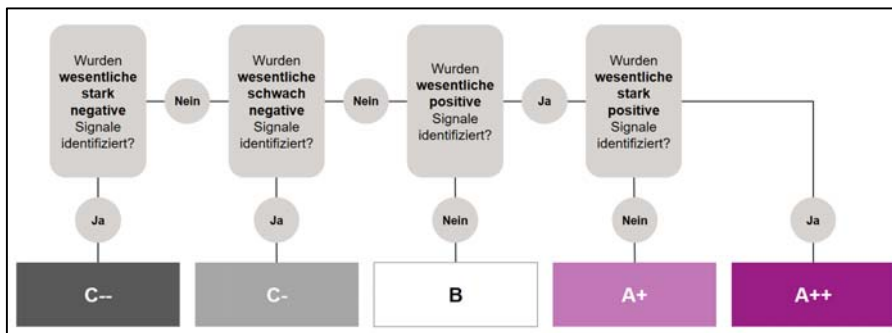 Wurden
wesentliche
stark
negative
Signale
identifiziert?
Nein
Wurden
wesentliche
schwach
negative
Signale
identifiziert?
Nein
Wurden
wesentliche
positive
Signale
identifiziert?
Ja
Wurden
wesentliche
stark
positive
Signale
identifiziert?
Ja
Ja
Nein
Nein
Ja
C--
C-
B
A+
A++